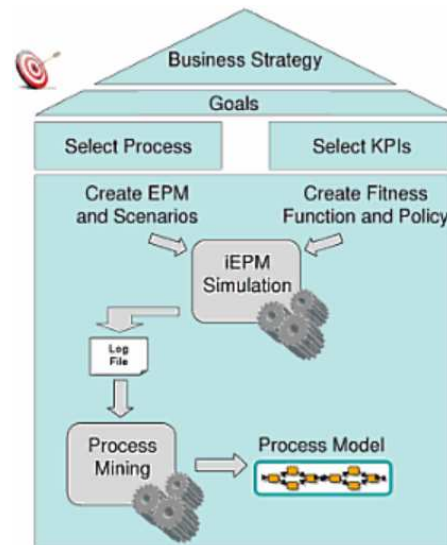 Business Strategy
Goals
Select Process
Select KPIs
Create EPM
and Scenarios
Create Fitness
Function and Policy
iEPM
Simulation
Log
File
Process
Mining
Process Model